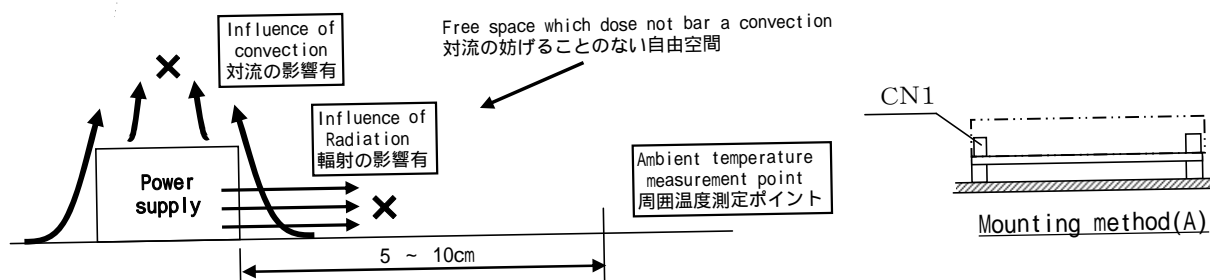 Influence of
convection
対流の影響有
Free space which dose not bar a convection
対流の妨げることのない自由空間
Influence of
Radiation
輻射の影響有
Power
supply
Ambient temperature
measurement point
周囲温度測定ポイント
5 ~ 10cm
CN1
Mounting method(A)